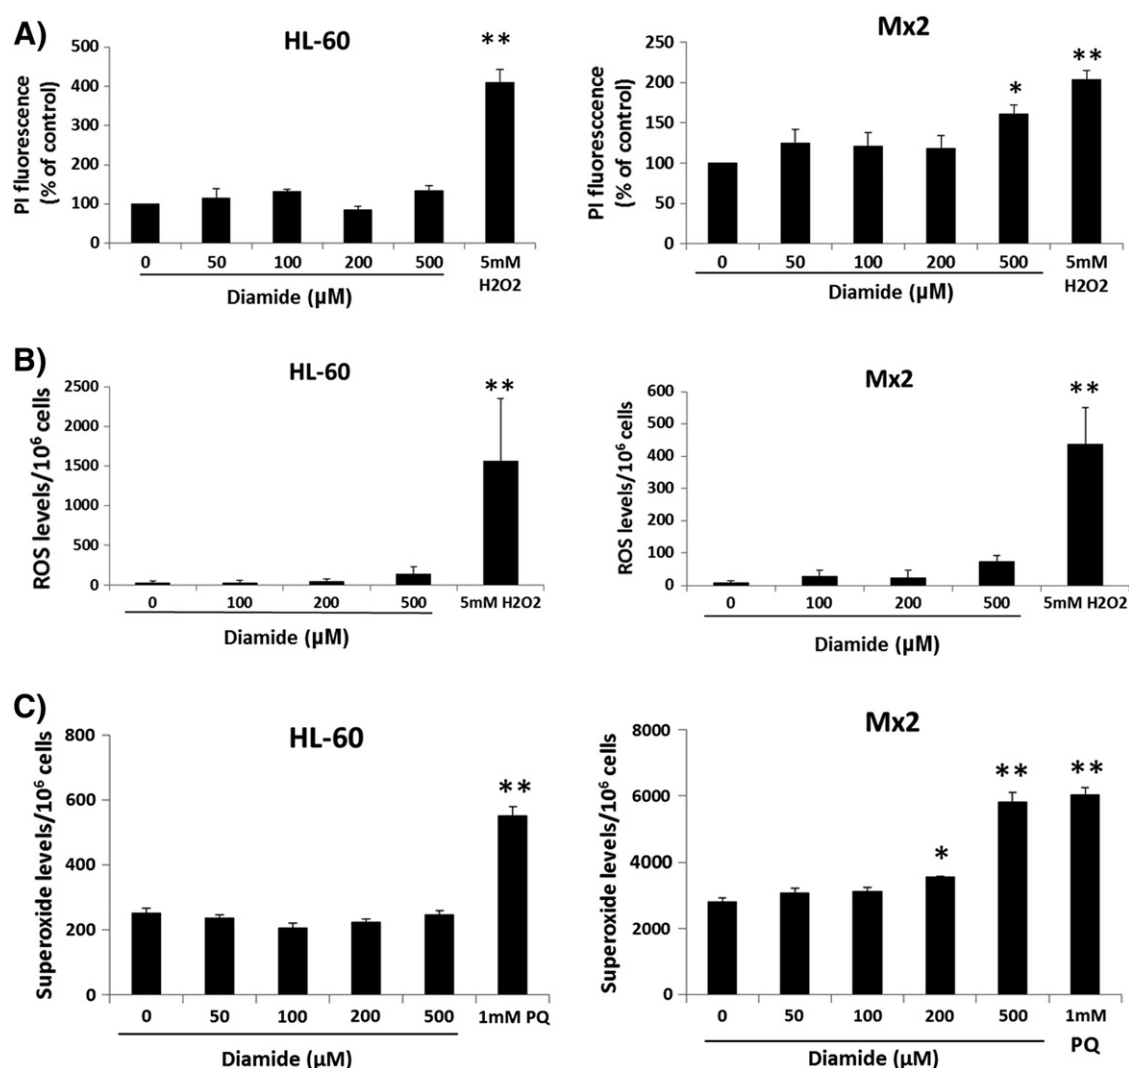 A)
HL-60
PI fluorescence
(% of control)
500
400
300
200
100
0
**
0 50 100 200 500 5mM
H2O2
Diamide (µM)
Mx2
PI fluoresccence
(% of control)
250
200
150
100
50
0
*
**
0 50 100 200 500 5mM
H2O2
Diamide (µM)
B)
HL-60
ROS levels/10⁶ cells
2500
2000
1500
1000
500
0
**
0 100 200 500 5mM H2O2
Diamide (µM)
Mx2
ROS levels/10⁶ cells
600
500
400
300
200
100
0
**
0 100 200 500 5mM H2O2
Diamide (µM)
C)
HL-60
Superoxide levels/10⁶ cells
800
600
400
200
0
**
0 50 100 200 500 1mM PQ
Diamide (µM)
Mx2
Superoxide levels/10⁶ cells
8000
6000
4000
2000
0
*
**
**
0 50 100 200 500 1mM
PQ
Diamide (µM)